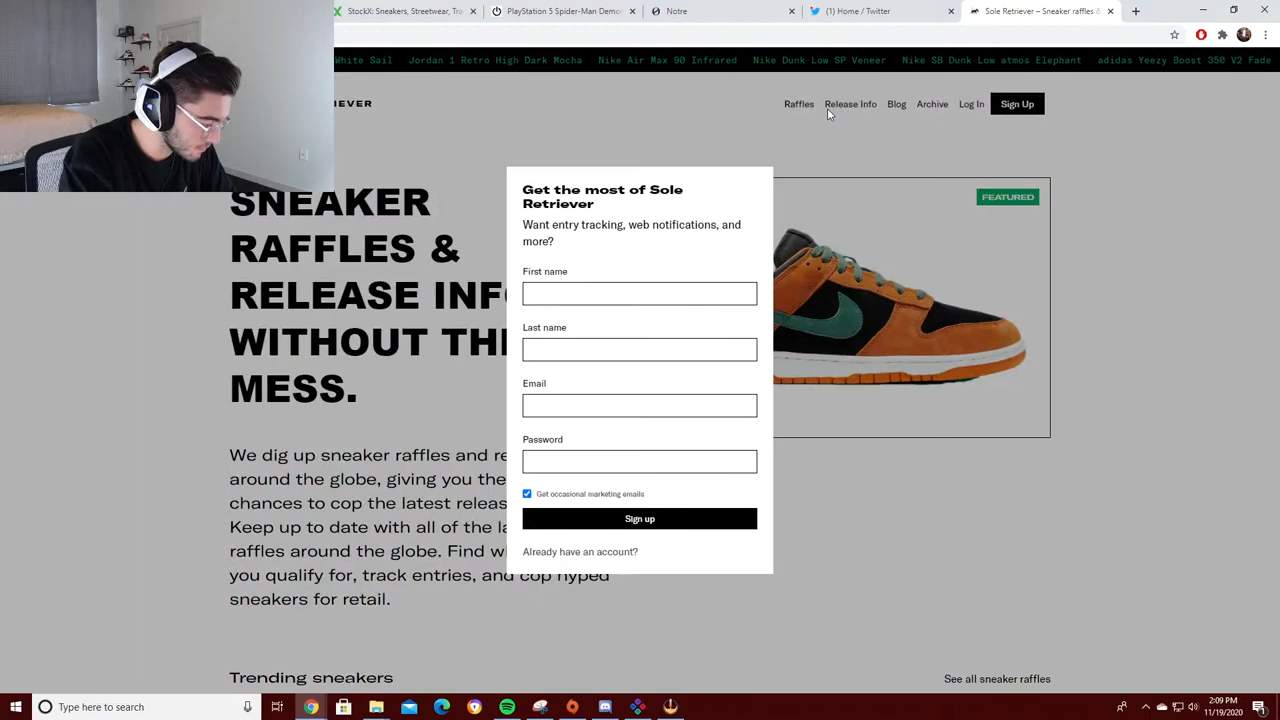 StockX: Sneakers, Streetwear, Tra
PlayStation 5 Spider-Man Demo
Notre
(1) Home / Twitter
Sole Retriever – Sneaker raffles &
White Sail Jordan 1 Retro High Dark Mocha Nike Air Max 90 Infrared Nike Dunk Low SP Veneer Nike SB Dunk Low atmos Elephant adidas Yeezy Boost 350 V2 Fade
IEVER
Raffles Release Info Blog Archive Log In Sign Up
SNEAKER
RAFFLES &
RELEASE INFO
WITHOUT TH
MESS.
FEATURED
Get the most of Sole
Retriever
Want entry tracking, web notifications, and
more?
First name
Last name
Email
Password
Get occasional marketing emails
Sign up
Already have an account?
We dig up sneaker raffles and re
around the globe, giving you the
chances to cop the latest releas
Keep up to date with all of the la
raffles around the globe. Find w
you qualify for, track entries, and cop hyped
sneakers for retail.
Trending sneakers
See all sneaker raffles
Type here to search
2:09 PM
11/19/2020